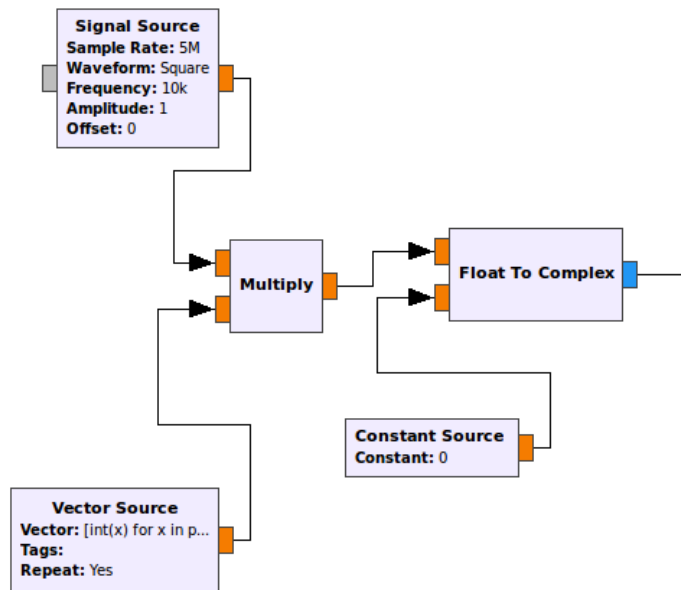 Signal Source
Sample Rate: 5M
Waveform: Square
Frequency: 10k
Amplitude: 1
Offset: 0
Multiply
Float To Complex
Constant Source
Constant: 0
Vector Source
Vector: [int(x) for x in p...
Tags:
Repeat: Yes